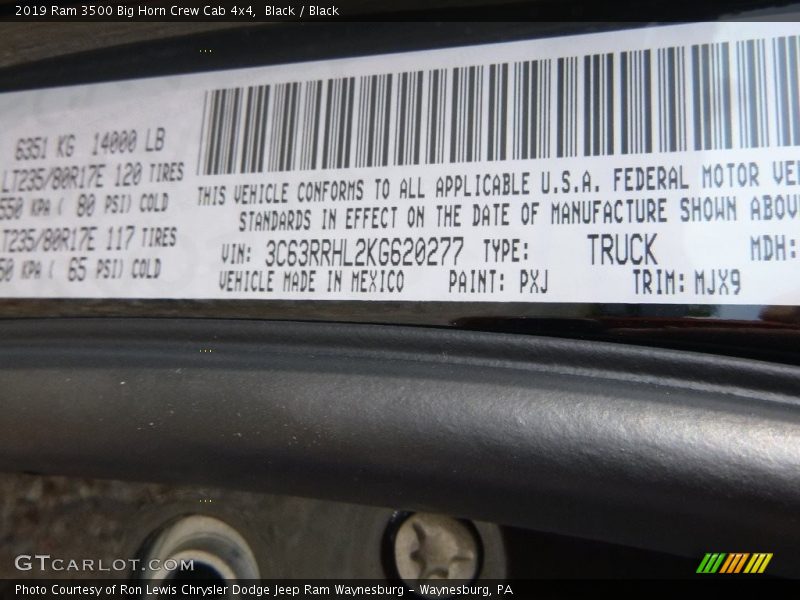 2019 Ram 3500 Big Horn Crew Cab 4x4, Black / Black
6351 KG 14000 LB
LT235/80R17E 120 TIRES
550 KPA ( 80 PSI) COLD
LT235/80R17E 117 TIRES
50 KPA ( 65 PSI) COLD
THIS VEHICLE CONFORMS TO ALL APPLICABLE U.S.A. FEDERAL MOTOR VE
STANDARDS IN EFFECT ON THE DATE OF MANUFACTURE SHOWN ABOV
VIN: 3C63RRHL2KG620277 TYPE: TRUCK MDH:
VEHICLE MADE IN MEXICO PAINT: PXJ TRIM: MJX9
GTCARLOT.COM
Photo Courtesy of Ron Lewis Chrysler Dodge Jeep Ram Waynesburg - Waynesburg, PA